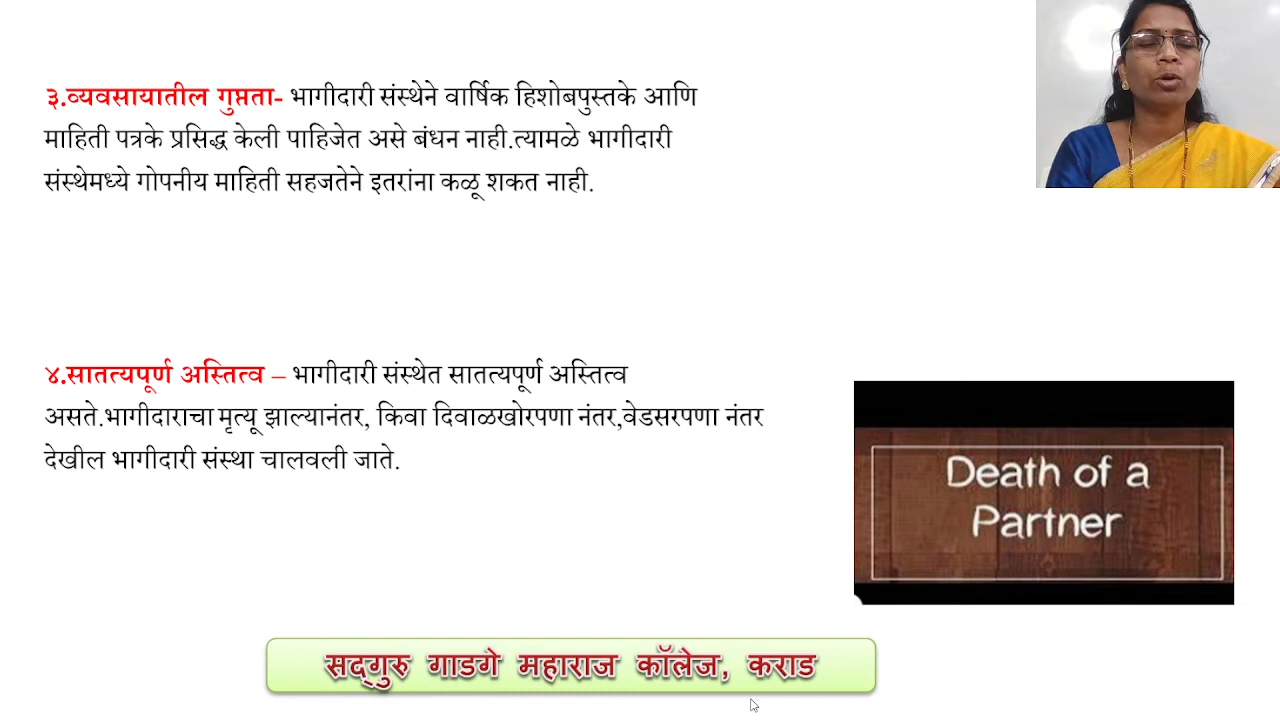 ३.व्यवसायातील गुप्तता- भागीदारी संस्थेने वार्षिक हिशोबपुस्तके आणि
माहिती पत्रके प्रसिद्ध केली पाहिजेत असे बंधन नाही.त्यामळे भागीदारी
संस्थेमध्ये गोपनीय माहिती सहजतेने इतरांना कळू शकत नाही.
४.सातत्यपूर्ण अस्तित्व – भागीदारी संस्थेत सातत्यपूर्ण अस्तित्व
असते.भागीदाराचा मृत्यू झाल्यानंतर, किवा दिवाळखोरपणा नंतर,वेडसरपणा नंतर
देखील भागीदारी संस्था चालवली जाते.
Death of a
Partner
सद्गुरु गाडगे महाराज कॉलेज, कराड